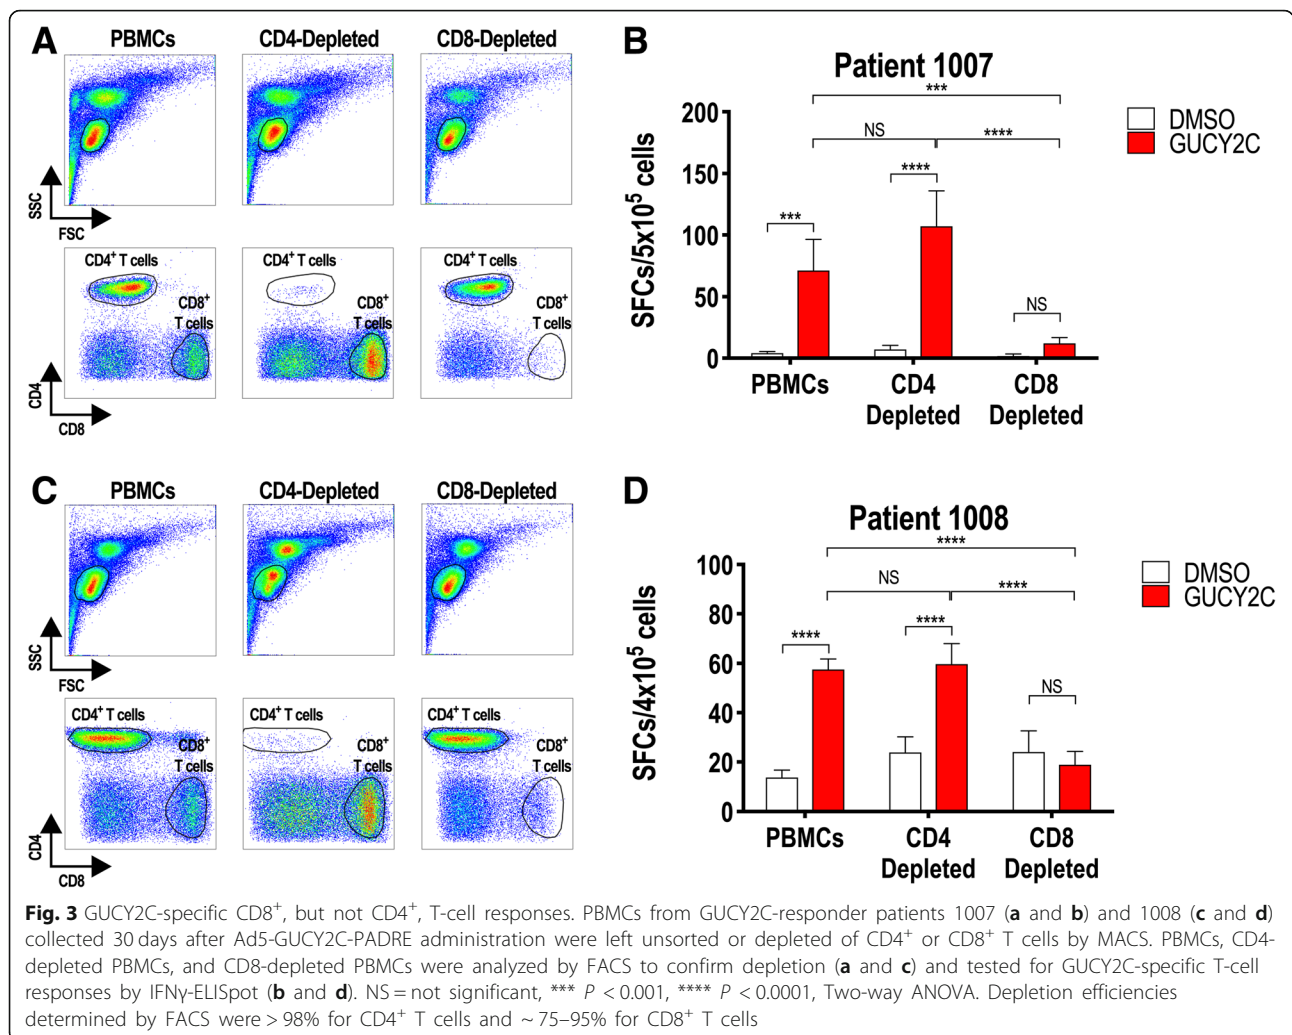 A
PBMCs
CD4-Depleted
CD8-Depleted
SSC
FSC
CD4⁺ T cells
CD8⁺
T cells
CD4⁺ T cells
CD8⁺
T cells
CD4⁺ T cells
CD8⁺
T cells
CD4
CD8
B
Patient 1007
***
NS
****
****
***
NS
DMSO
GUCY2C
SFCs/5x10⁵ cells
200
150
100
50
0
PBMCs
CD4
Depleted
CD8
Depleted
C
PBMCs
CD4-Depleted
CD8-Depleted
SSC
FSC
CD4⁺ T cells
CD8⁺
T cells
CD4⁺ T cells
CD8⁺
T cells
CD4⁺ T cells
CD8⁺
T cells
CD4
CD8
D
Patient 1008
****
NS
****
****
****
NS
DMSO
GUCY2C
SFCs/4x10⁵ cells
100
80
60
40
20
0
PBMCs
CD4
Depleted
CD8
Depleted
Fig. 3 GUCY2C-specific CD8⁺, but not CD4⁺, T-cell responses. PBMCs from GUCY2C-responder patients 1007 (a and b) and 1008 (c and d)
collected 30 days after Ad5-GUCY2C-PADRE administration were left unsorted or depleted of CD4⁺ or CD8⁺ T cells by MACS. PBMCs, CD4-
depleted PBMCs, and CD8-depleted PBMCs were analyzed by FACS to confirm depletion (a and c) and tested for GUCY2C-specific T-cell
responses by IFNγ-ELISpot (b and d). NS = not significant, *** P < 0.001, **** P < 0.0001, Two-way ANOVA. Depletion efficiencies
determined by FACS were > 98% for CD4⁺ T cells and ~ 75–95% for CD8⁺ T cells